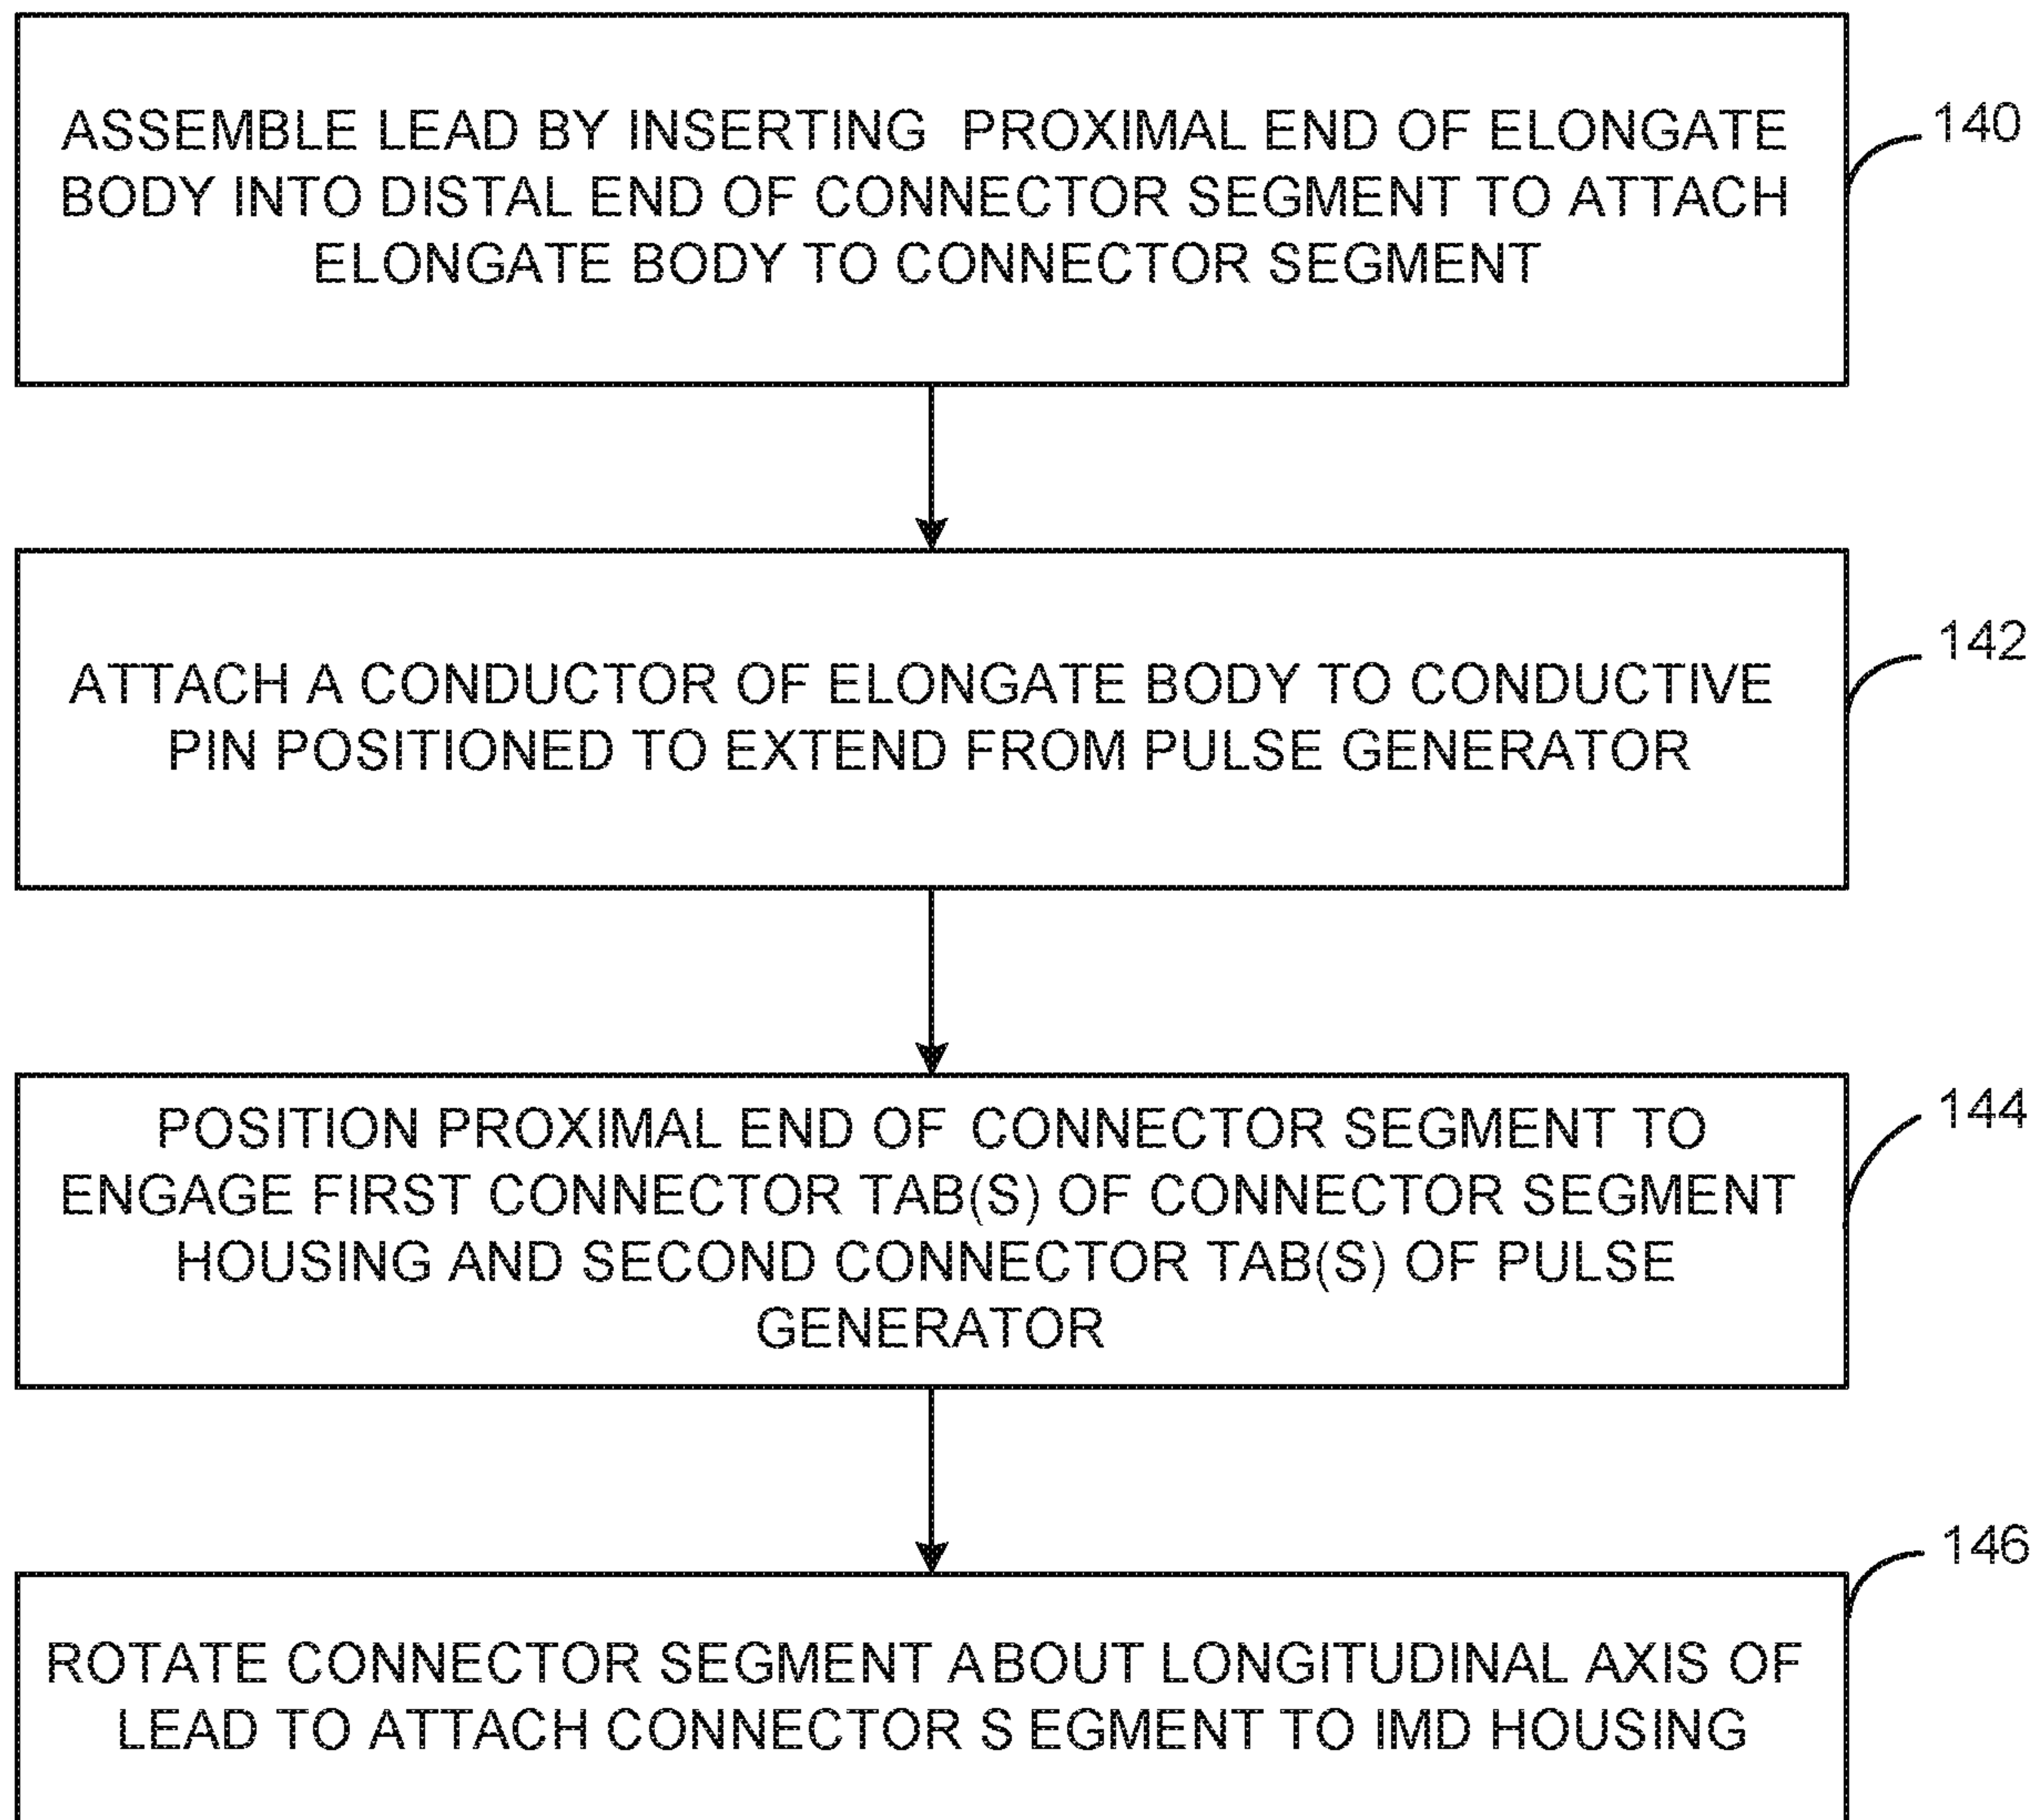 ASSEMBLE LEAD BY INSERTING PROXIMAL END OF ELONGATE
BODY INTO DISTAL END OF CONNECTOR SEGMENT TO ATTACH
ELONGATE BODY TO CONNECTOR SEGMENT
140
ATTACH A CONDUCTOR OF ELONGATE BODY TO CONDUCTIVE
PIN POSITIONED TO EXTEND FROM PULSE GENERATOR
142
POSITION PROXIMAL END OF CONNECTOR SEGMENT TO
ENGAGE FIRST CONNECTOR TAB(S) OF CONNECTOR SEGMENT
HOUSING AND SECOND CONNECTOR TAB(S) OF PULSE
GENERATOR
144
ROTATE CONNECTOR SEGMENT ABOUT LONGITUDINAL AXIS OF
LEAD TO ATTACH CONNECTOR S EGMENT TO IMD HOUSING
146